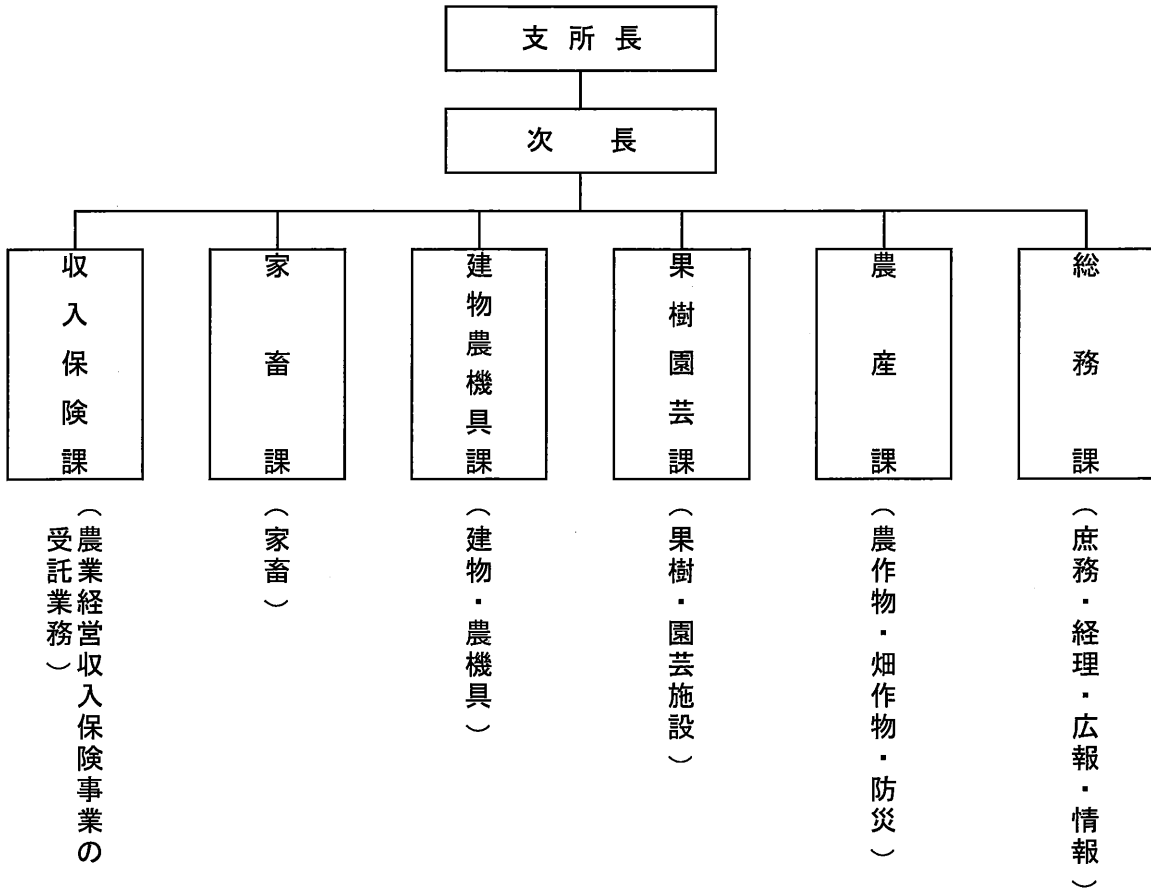 支所長
次長
総務課
(庶務・経理・広報・情報)
農産課
(農作物・畑作物・防災)
果樹園芸課
(果樹・園芸施設)
建物農機具課
(建物・農機具)
家畜課
(家畜)
収入保険課
(農業経営収入保険事業の
受託業務)